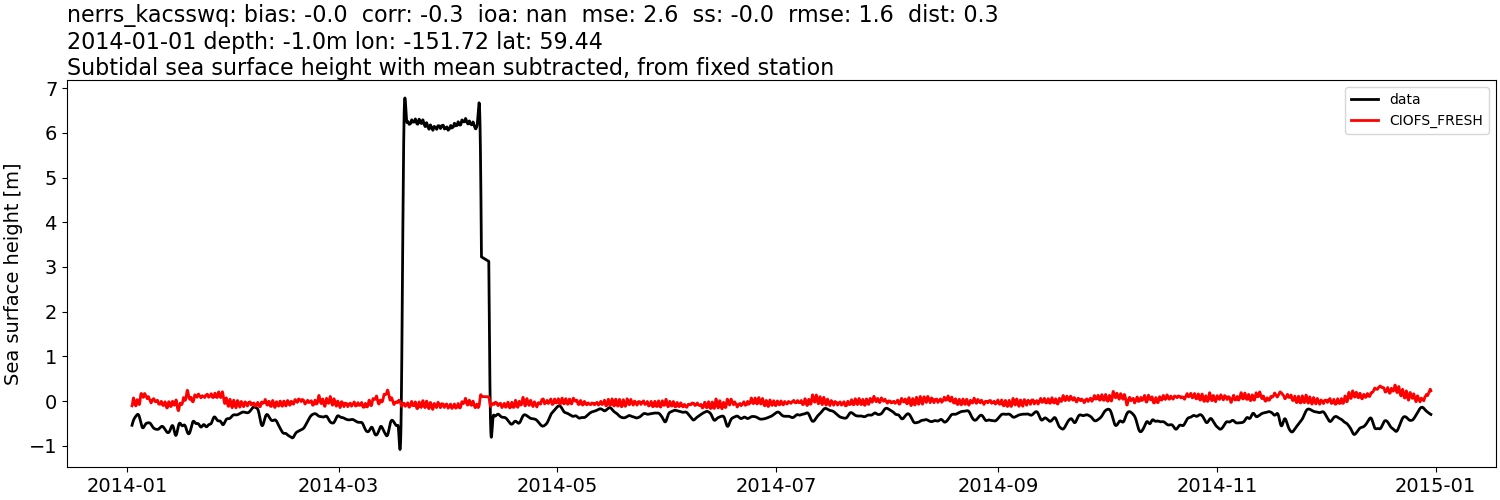 nerrs_kacsswq: bias: -0.0  corr: -0.3  ioa: nan  mse: 2.6  ss: -0.0  rmse: 1.6  dist: 0.3
2014-01-01 depth: -1.0m lon: -151.72 lat: 59.44
Subtidal sea surface height with mean subtracted, from fixed station
7
6
5
4
3
2
1
0
−1
Sea surface height [m]
data
CIOFS_FRESH
2014-01
2014-03
2014-05
2014-07
2014-09
2014-11
2015-01